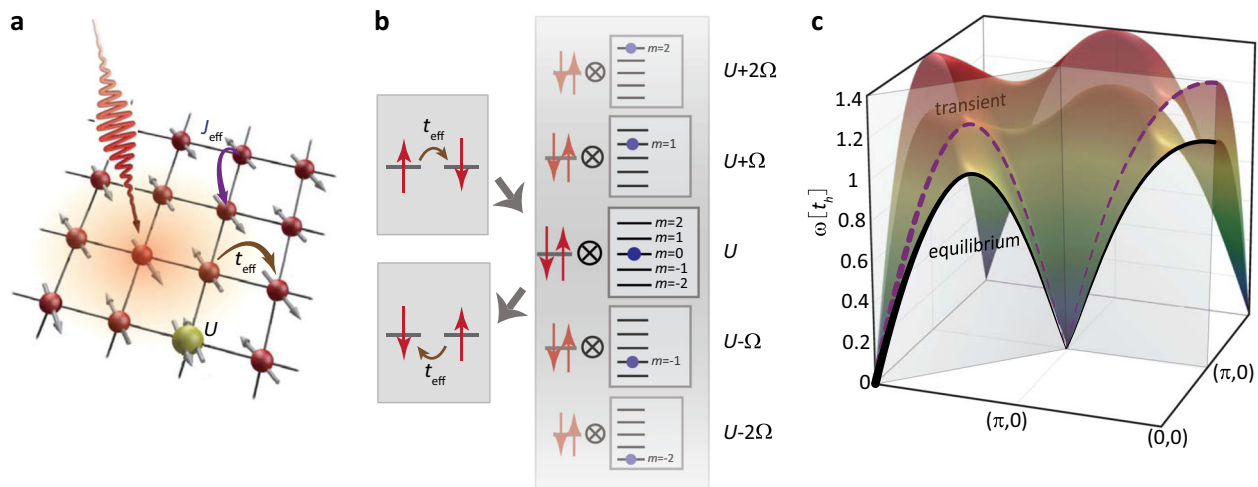 a
J_eff
t_eff
U
b
t_eff
t_eff
m=2
U+2Ω
m=1
U+Ω
m=2
m=1
m=0
m=-1
m=-2
U
m=-1
U-Ω
m=-2
U-2Ω
c
1.4
1.2
1
0.8
0.6
0.4
0.2
0
ω [t_h]
transient
equilibrium
(π,0)
(0,0)
(π,0)